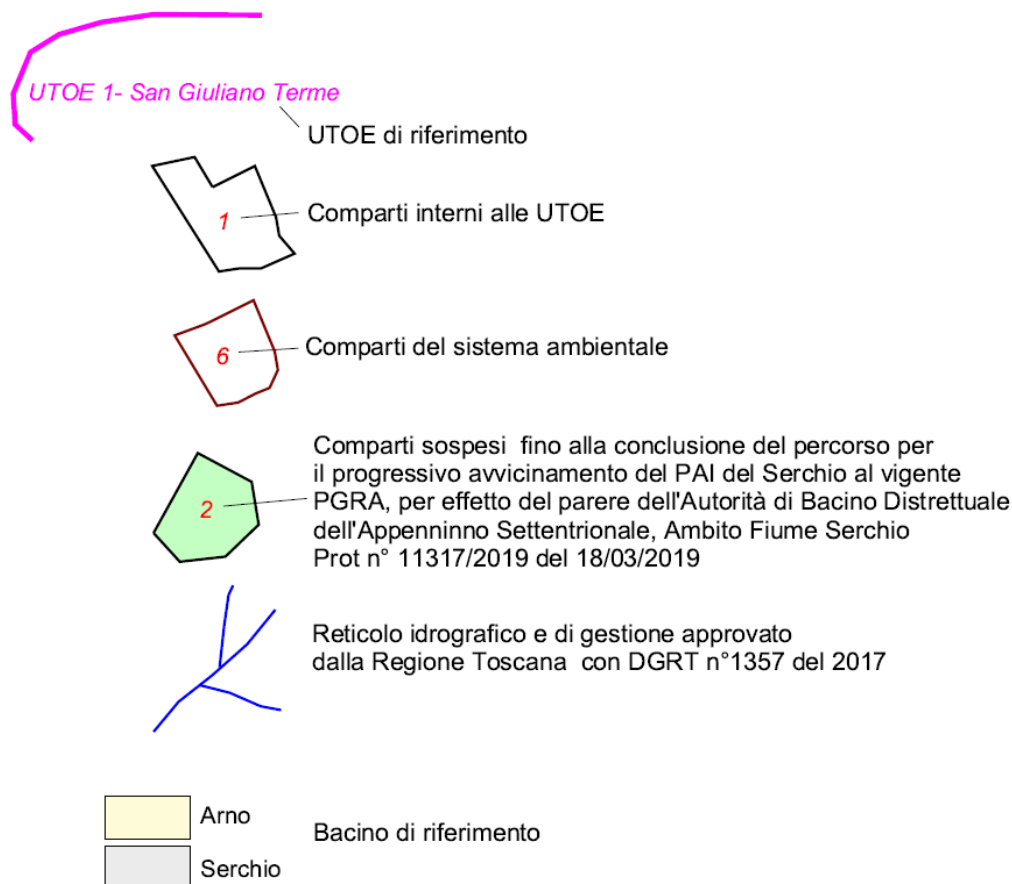 UTOE 1- San Giuliano Terme
UTOE di riferimento
1
Comparti interni alle UTOE
6
Comparti del sistema ambientale
2
Comparti sospesi fino alla conclusione del percorso per
il progressivo avvicinamento del PAI del Serchio al vigente
PGRA, per effetto del parere dell'Autorità di Bacino Distrettuale
dell'Appenninno Settentrionale, Ambito Fiume Serchio
Prot n° 11317/2019 del 18/03/2019
Reticolo idrografico e di gestione approvato
dalla Regione Toscana con DGRT n°1357 del 2017
Arno
Bacino di riferimento
Serchio